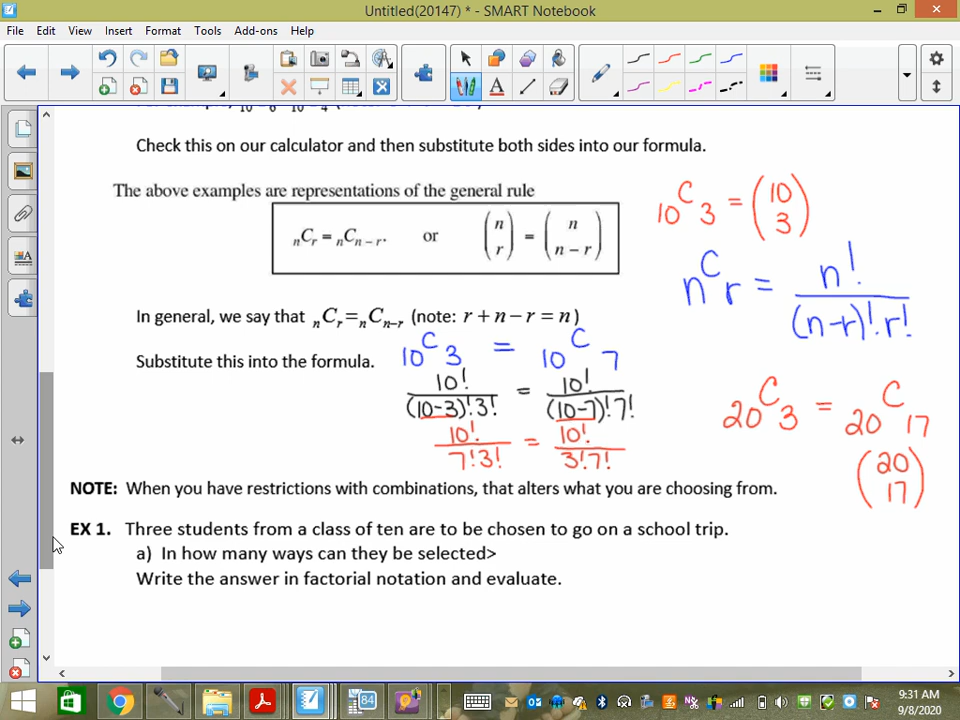 Untitled(20147) * - SMART Notebook
File Edit View Insert Format Tools Add-ons Help
Check this on our calculator and then substitute both sides into our formula.
The above examples are representations of the general rule
nCr = nCn−r. or (n r) = (n n − r)
10C3 = (10 3)
nCr = n! / (n-r)!·r!
In general, we say that nCr=nCn−r (note: r + n − r = n)
Substitute this into the formula.
10C3 = 10C7
10! / (10-3)!3! = 10! / (10-7)!7!
10! / 7!3! = 10! / 3!7!
20C3 = 20C17
(20 17)
NOTE: When you have restrictions with combinations, that alters what you are choosing from.
EX 1. Three students from a class of ten are to be chosen to go on a school trip.
a) In how many ways can they be selected>
Write the answer in factorial notation and evaluate.
84
9:31 AM
9/8/2020